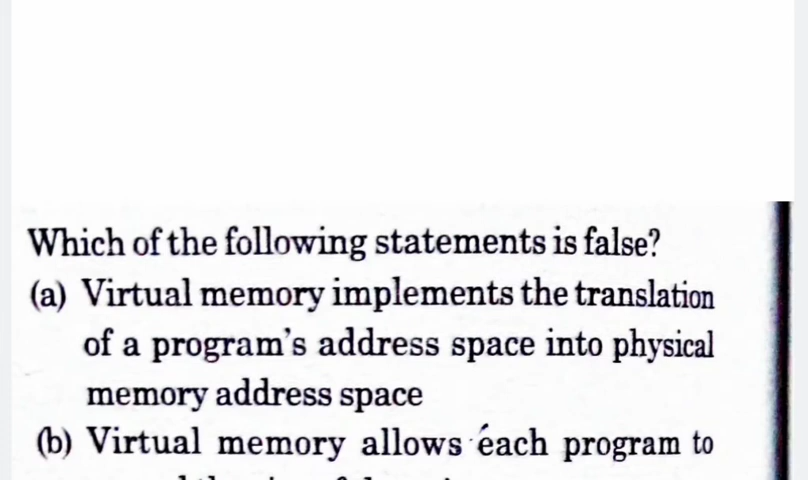 Which of the following statements is false?
(a) Virtual memory implements the translation
of a program's address space into physical
memory address space
(b) Virtual memory allows each program to